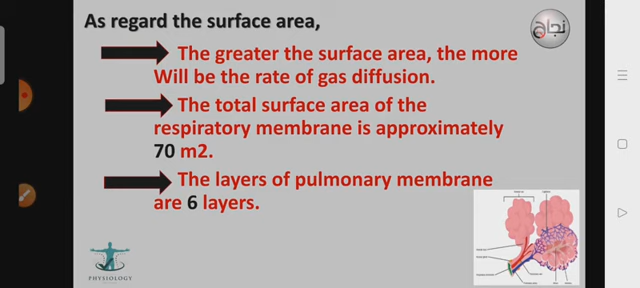 As regard the surface area,
نجاح
The greater the surface area, the more
Will be the rate of gas diffusion.
The total surface area of the
respiratory membrane is approximately
70 m2.
The layers of pulmonary membrane
are 6 layers.
PHYSIOLOGY